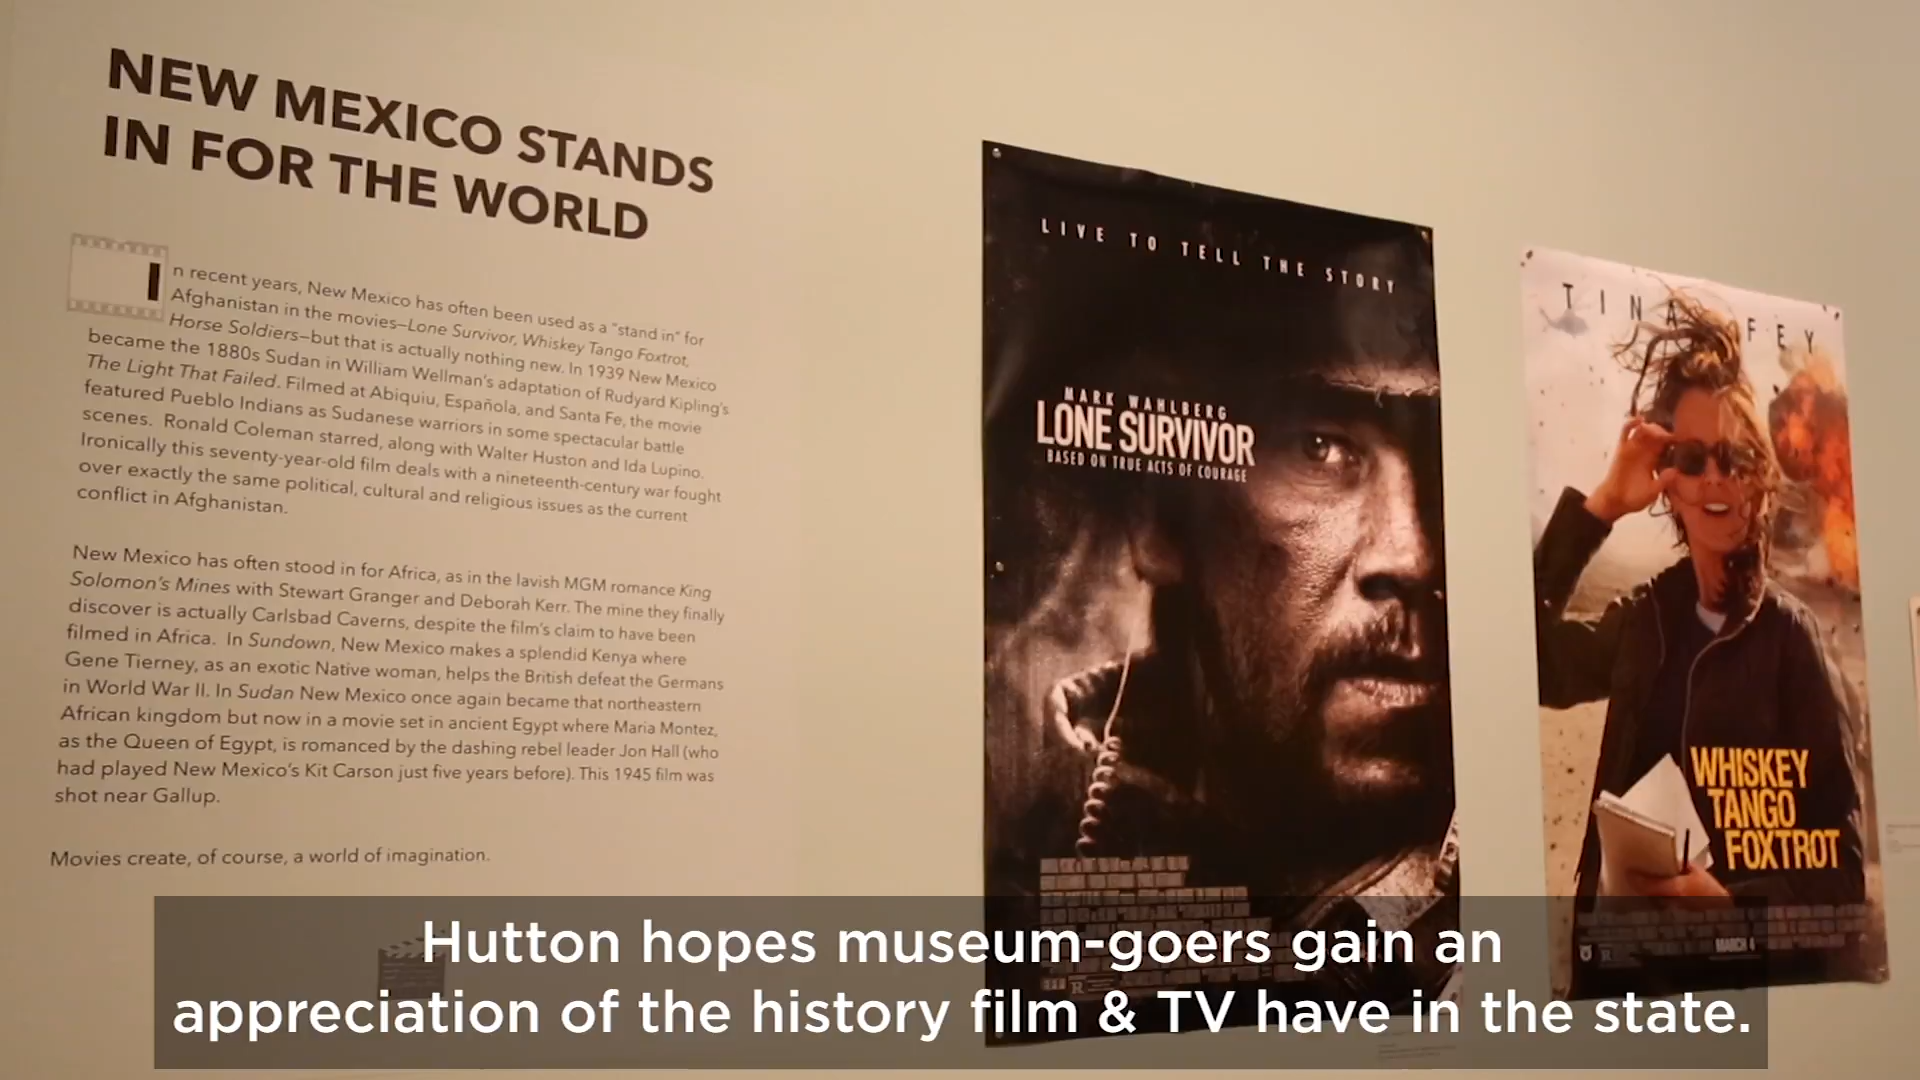 NEW MEXICO STANDS
IN FOR THE WORLD
In recent years, New Mexico has often been used as a "stand in" for
Afghanistan in the movies—Lone Survivor, Whiskey Tango Foxtrot,
Horse Soldiers—but that is actually nothing new. In 1939 New Mexico
became the 1880s Sudan in William Wellman's adaptation of Rudyard Kipling's
The Light That Failed. Filmed at Abiquiu, Española, and Santa Fe, the movie
featured Pueblo Indians as Sudanese warriors in some spectacular battle
scenes. Ronald Coleman starred, along with Walter Huston and Ida Lupino.
Ironically this seventy-year-old film deals with a nineteenth-century war fought
over exactly the same political, cultural and religious issues as the current
conflict in Afghanistan.
New Mexico has often stood in for Africa, as in the lavish MGM romance King
Solomon's Mines with Stewart Granger and Deborah Kerr. The mine they finally
discover is actually Carlsbad Caverns, despite the film's claim to have been
filmed in Africa. In Sundown, New Mexico makes a splendid Kenya where
Gene Tierney, as an exotic Native woman, helps the British defeat the Germans
in World War II. In Sudan New Mexico once again became that northeastern
African kingdom but now in a movie set in ancient Egypt where Maria Montez,
as the Queen of Egypt, is romanced by the dashing rebel leader Jon Hall (who
had played New Mexico's Kit Carson just five years before). This 1945 film was
shot near Gallup.
Movies create, of course, a world of imagination.
LIVE TO TELL THE STORY
MARK WAHLBERG
LONE SURVIVOR
BASED ON TRUE ACTS OF COURAGE
R
TINA FEY
WHISKEY
TANGO
FOXTROT
MARCH 4
R
Hutton hopes museum-goers gain an
appreciation of the history film & TV have in the state.